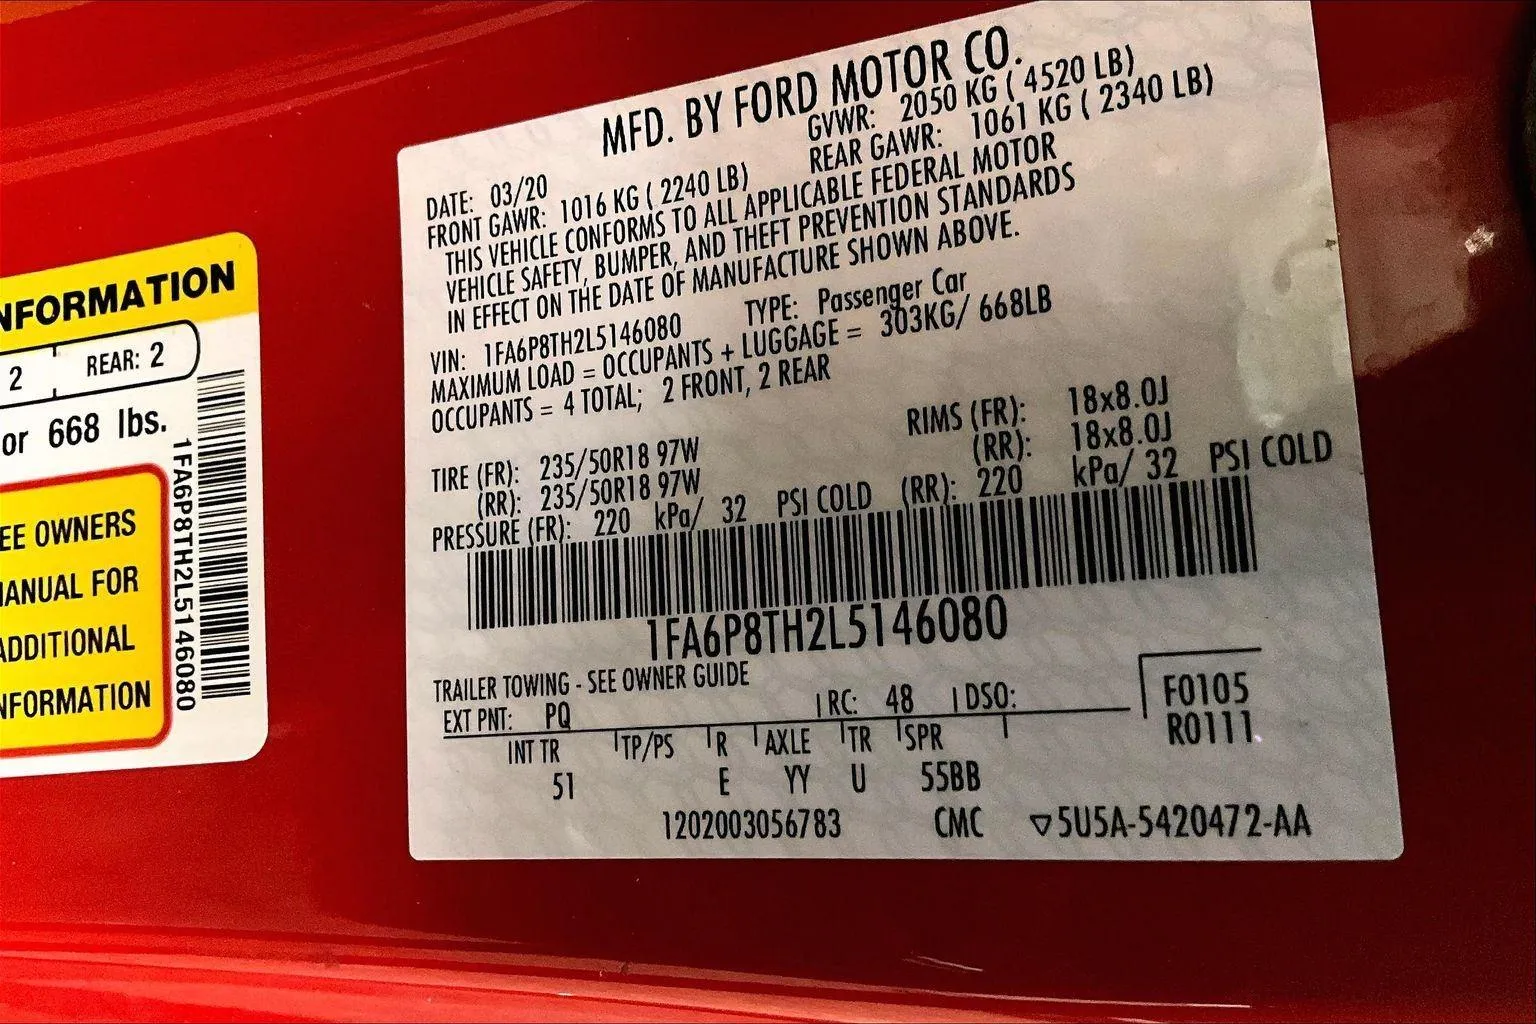 NFORMATION
2 REAR: 2
or 668 lbs.
EE OWNERS
MANUAL FOR
ADDITIONAL
NFORMATION
1FA6P8TH2L5146080
MFD. BY FORD MOTOR CO.
DATE: 03/20 GVWR: 2050 KG ( 4520 LB)
FRONT GAWR: 1016 KG ( 2240 LB) REAR GAWR: 1061 KG ( 2340 LB)
THIS VEHICLE CONFORMS TO ALL APPLICABLE FEDERAL MOTOR
VEHICLE SAFETY, BUMPER, AND THEFT PREVENTION STANDARDS
IN EFFECT ON THE DATE OF MANUFACTURE SHOWN ABOVE.
VIN: 1FA6P8TH2L5146080 TYPE: Passenger Car
MAXIMUM LOAD = OCCUPANTS + LUGGAGE = 303KG/ 668LB
OCCUPANTS = 4 TOTAL; 2 FRONT, 2 REAR
TIRE (FR): 235/50R18 97W RIMS (FR): 18x8.0J
(RR): 235/50R18 97W (RR): 18x8.0J
PRESSURE (FR): 220 kPa/ 32 PSI COLD (RR): 220 kPa/ 32 PSI COLD
1FA6P8TH2L5146080
TRAILER TOWING - SEE OWNER GUIDE
EXT PNT: PQ RC: 48 DSO: F0105
R0111
INT TR TP/PS R AXLE TR SPR
51 E YY U 55BB
1202003056783 CMC ▽5U5A-5420472-AA